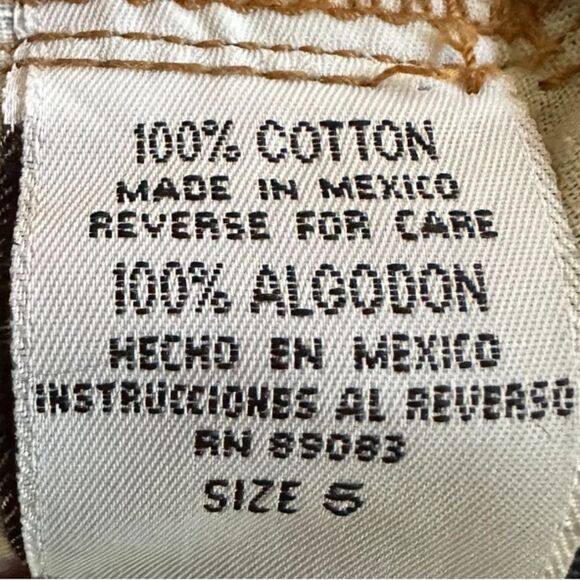 100% COTTON
MADE IN MEXICO
REVERSE FOR CARE
100% ALGODON
HECHO EN MEXICO
INSTRUCCIONES AL REVERSO
RN 89083
SIZE 5